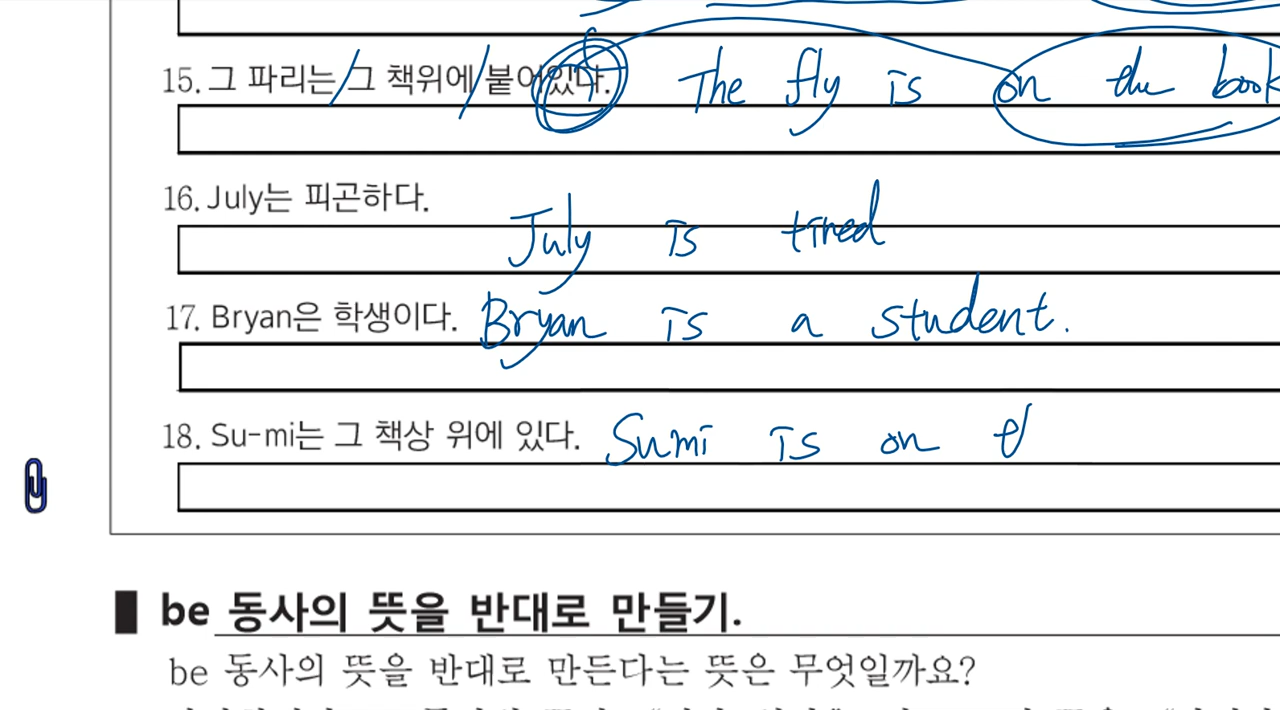 15. 그 파리는/그 책위에/붙어있다. The fly is on the book
16. July는 피곤하다.
July is tired
17. Bryan은 학생이다. Bryan is a student.
18. Su-mi는 그 책상 위에 있다. Sumi is on th
be 동사의 뜻을 반대로 만들기.
be 동사의 뜻을 반대로 만든다는 뜻은 무엇일까요?